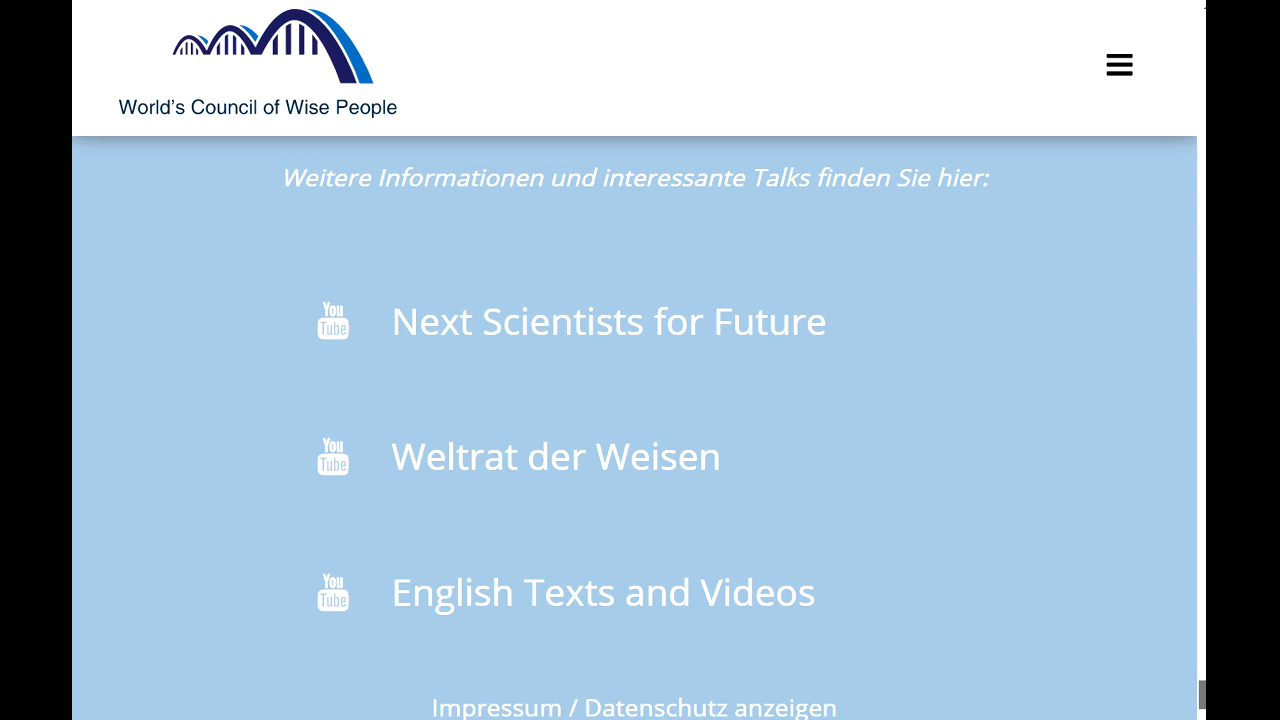 World's Council of Wise People
Weitere Informationen und interessante Talks finden Sie hier:
You
Tube
Next Scientists for Future
You
Tube
Weltrat der Weisen
You
Tube
English Texts and Videos
Impressum / Datenschutz anzeigen